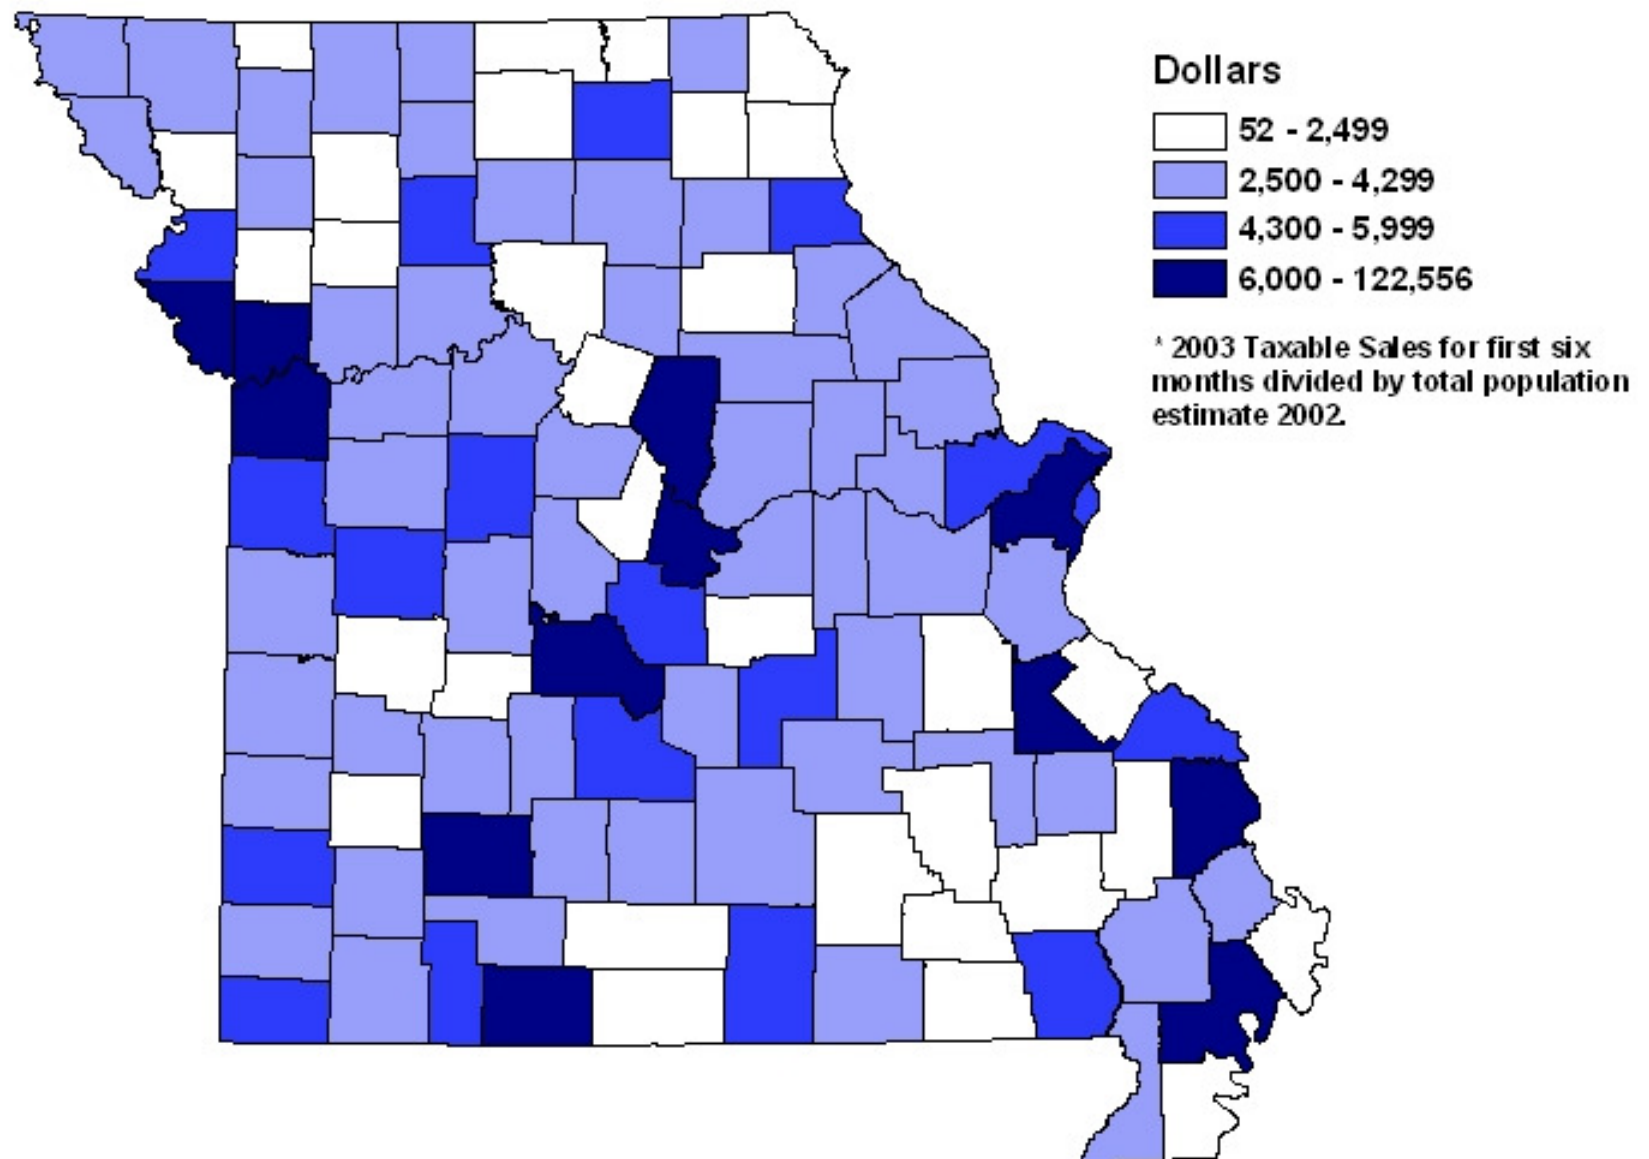 Dollars
52 - 2,499
2,500 - 4,299
4,300 - 5,999
6,000 - 122,556
* 2003 Taxable Sales for first six
months divided by total population
estimate 2002.